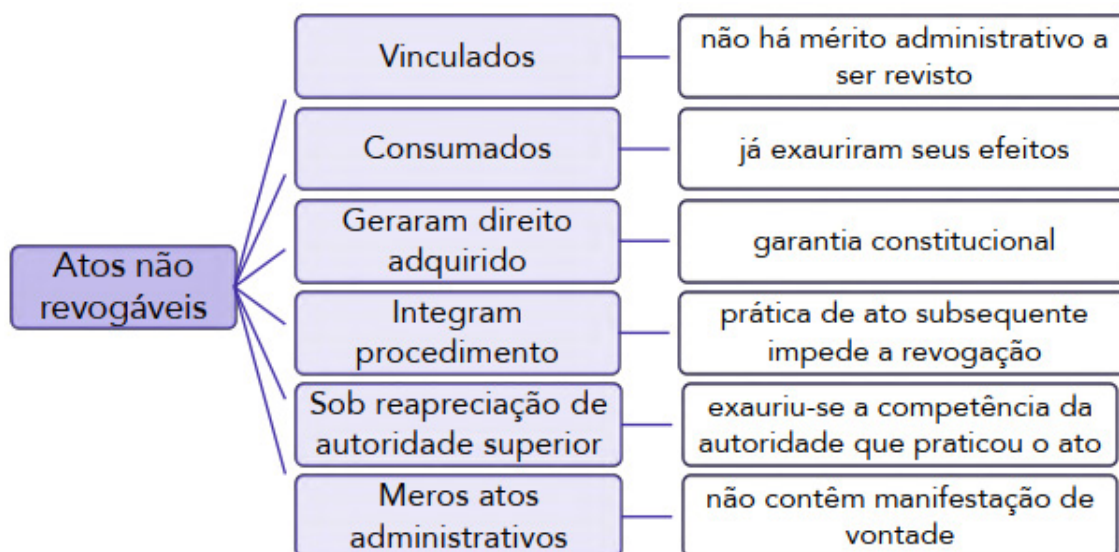 Atos não
revogáveis
Vinculados
não há mérito administrativo a
ser revisto
Consumados
já exauriram seus efeitos
Geraram direito
adquirido
garantia constitucional
Integram
procedimento
prática de ato subsequente
impede a revogação
Sob reapreciação de
autoridade superior
exauriu-se a competência da
autoridade que praticou o ato
Meros atos
administrativos
não contêm manifestação de
vontade